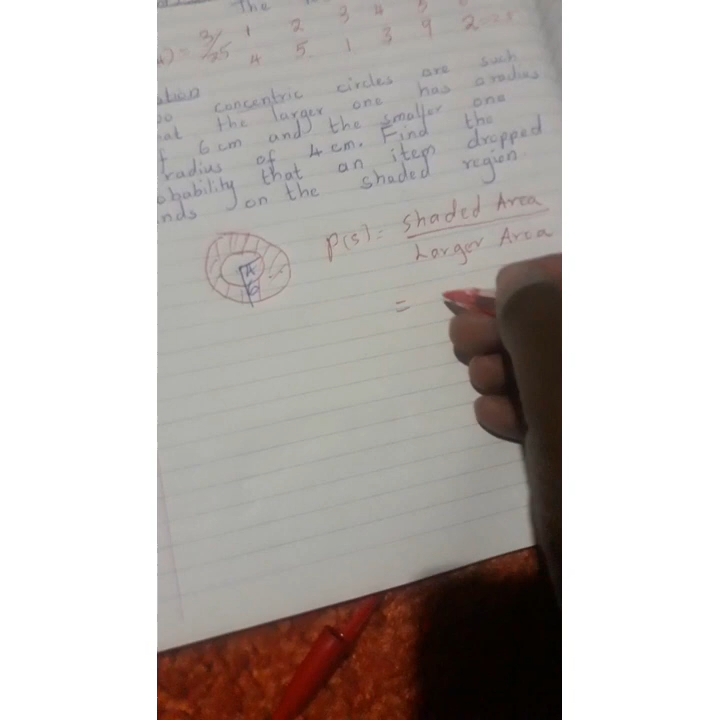 The
3/25 1 2 3 4
4 5 1 3 9 2
concentric circles are such
the larger one has a radius
6 cm and the smaller one
radius of 4 cm. Find the
that an item dropped
on the shaded region.
P(s) = Shaded Area
Larger Area
=